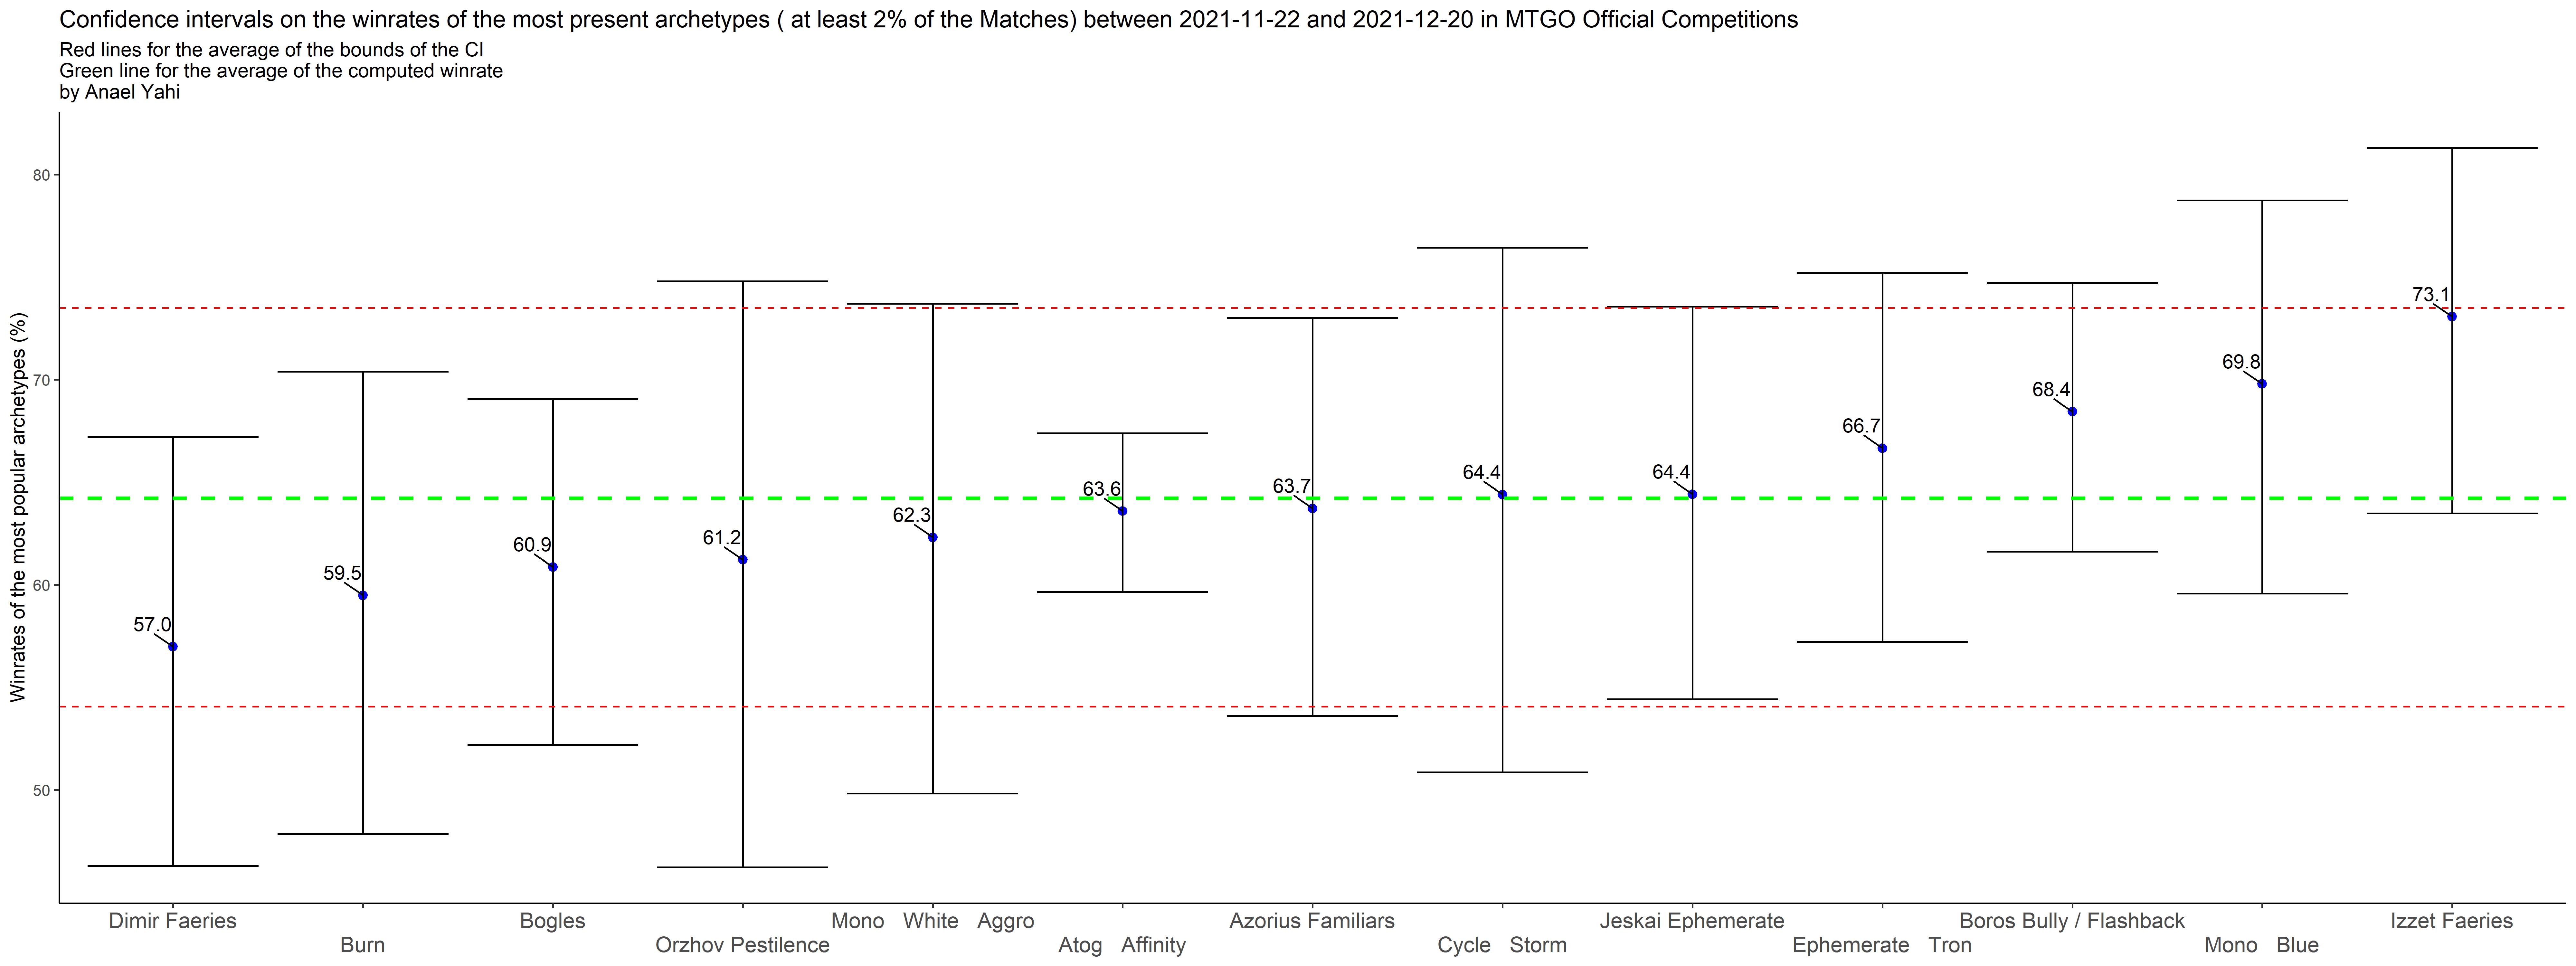 Confidence intervals on the winrates of the most present archetypes ( at least 2% of the Matches) between 2021-11-22 and 2021-12-20 in MTGO Official Competitions
Red lines for the average of the bounds of the CI
Green line for the average of the computed winrate
by Anael Yahi
Winrates of the most popular archetypes (%)
80
70
60
50
57.0
59.5
60.9
61.2
62.3
63.6
63.7
64.4
64.4
66.7
68.4
69.8
73.1
Dimir Faeries
Burn
Bogles
Orzhov Pestilence
Mono White Aggro
Atog Affinity
Azorius Familiars
Cycle Storm
Jeskai Ephemerate
Ephemerate Tron
Boros Bully / Flashback
Mono Blue
Izzet Faeries